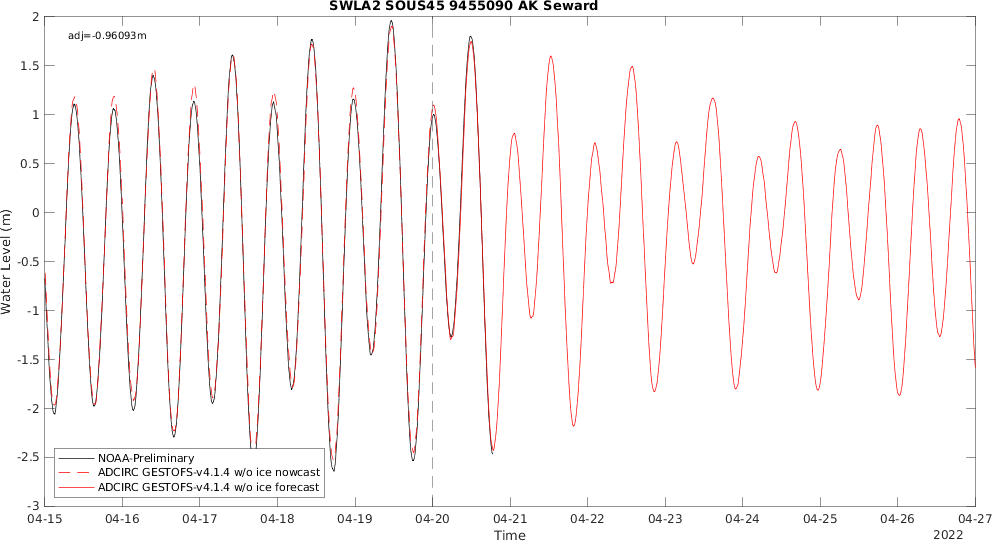 SWLA2 SOUS45 9455090 AK Seward
adj=-0.96093m
2
1.5
1
0.5
0
-0.5
-1
-1.5
-2
-2.5
-3
Water Level (m)
NOAA-Preliminary
ADCIRC GESTOFS-v4.1.4 w/o ice nowcast
ADCIRC GESTOFS-v4.1.4 w/o ice forecast
04-15 04-16 04-17 04-18 04-19 04-20 04-21 04-22 04-23 04-24 04-25 04-26 04-27
Time
2022